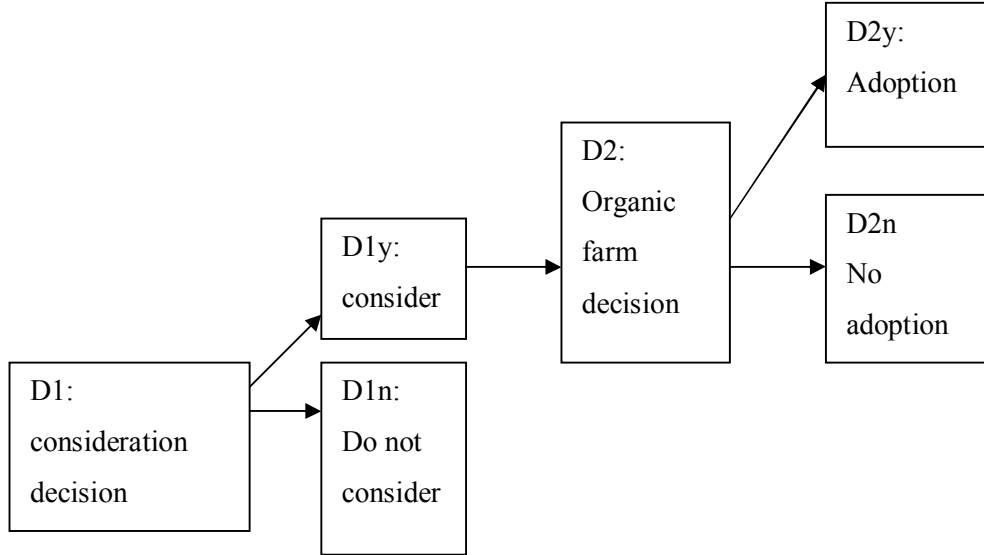 D1:
consideration
decision
D1y:
consider
D1n:
Do not
consider
D2:
Organic
farm
decision
D2y:
Adoption
D2n
No
adoption